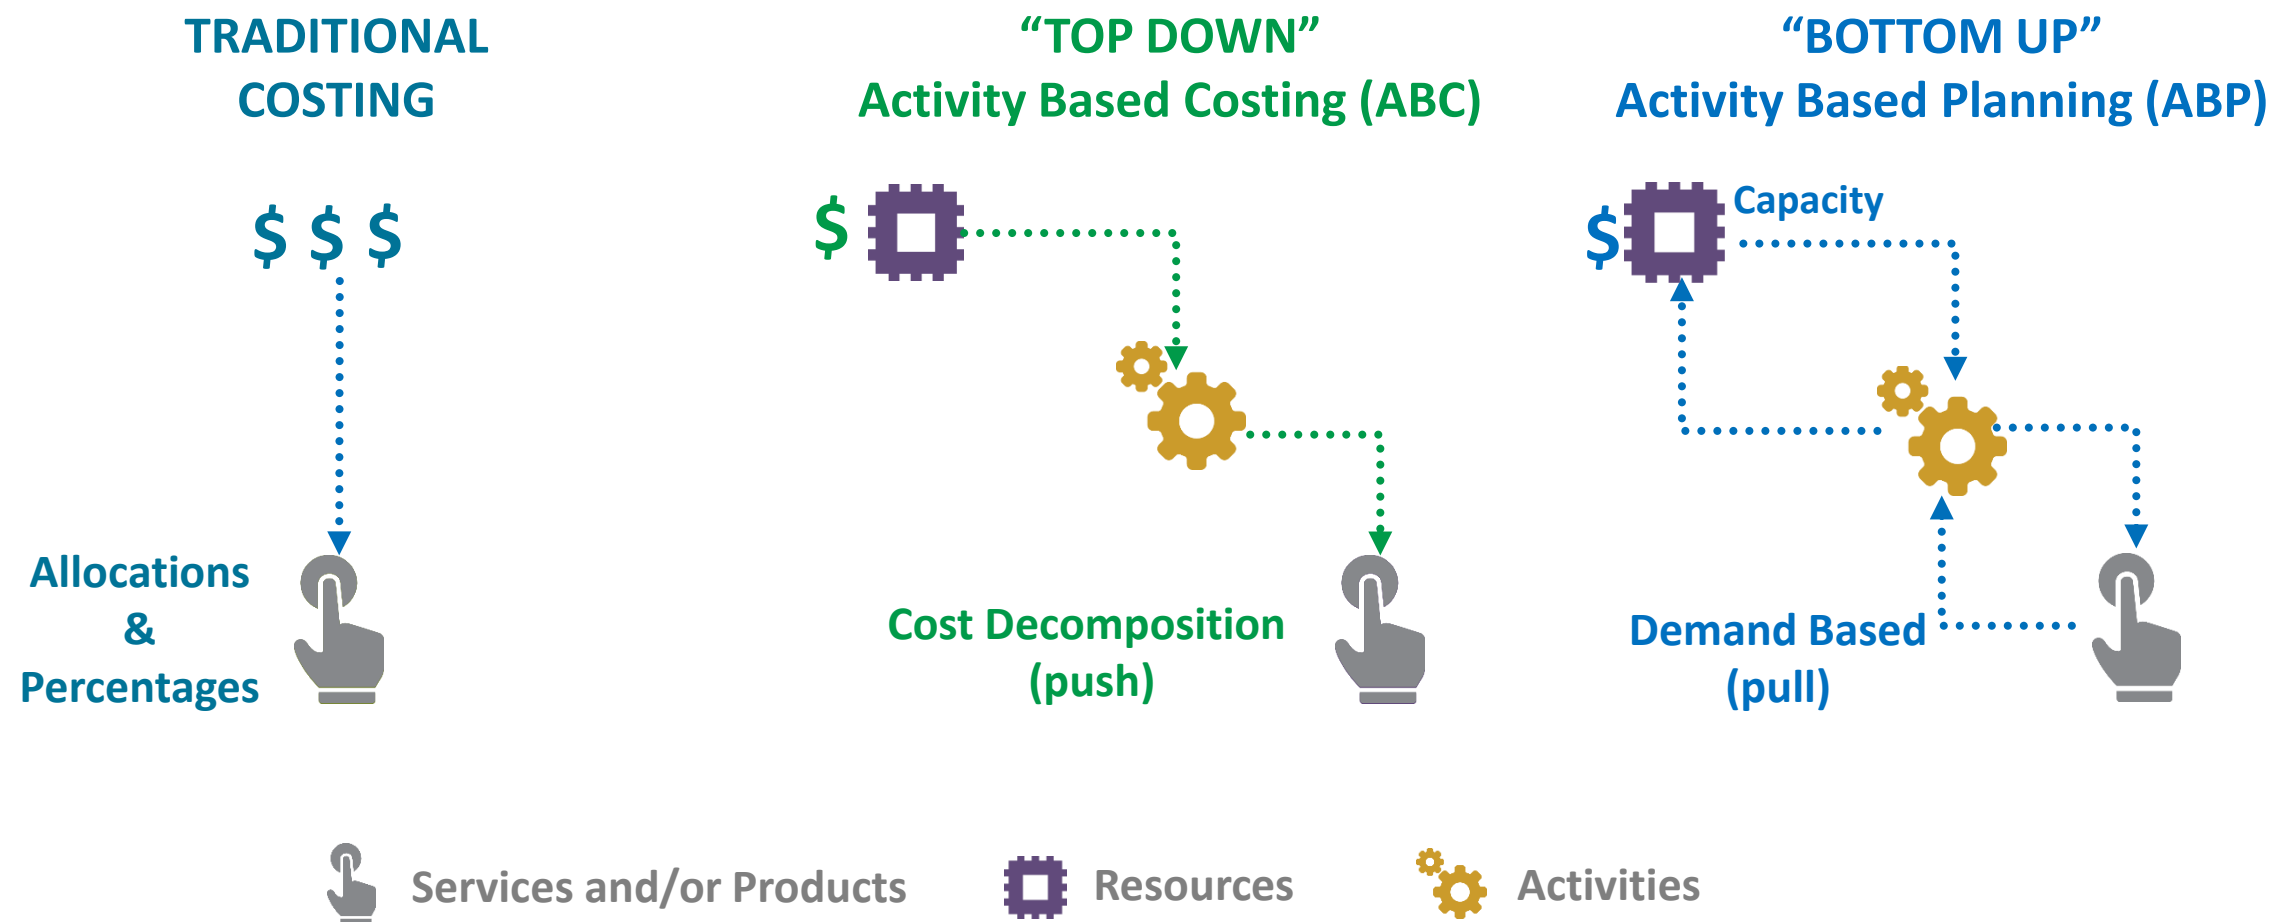 TRADITIONAL
COSTING
$ $ $
Allocations
&
Percentages
“TOP DOWN”
Activity Based Costing (ABC)
$
Cost Decomposition
(push)
“BOTTOM UP”
Activity Based Planning (ABP)
$
Capacity
Demand Based
(pull)
Services and/or Products
Resources
Activities